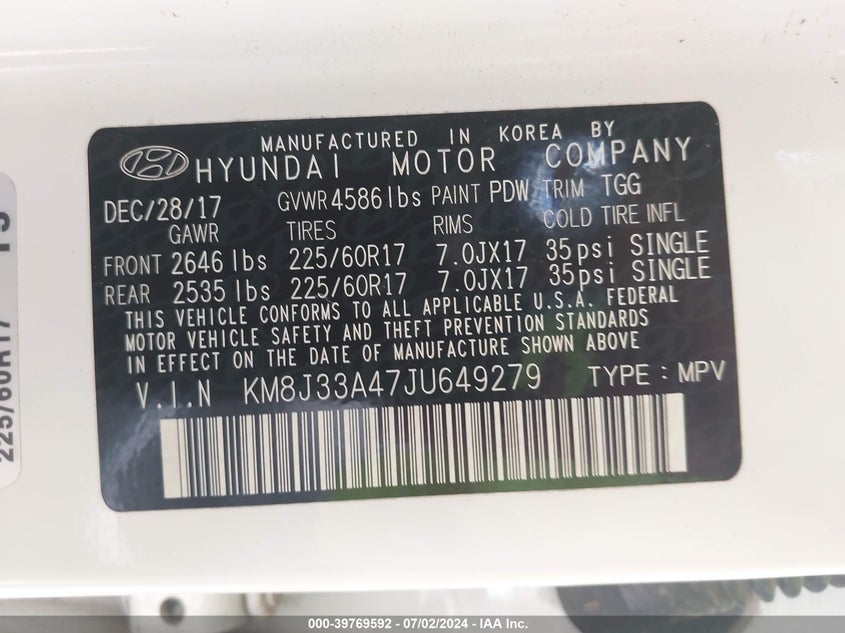 MANUFACTURED IN KOREA BY
HYUNDAI MOTOR COMPANY
DEC/28/17 GVWR 4586 lbs PAINT PDW TRIM TGG
GAWR TIRES RIMS COLD TIRE INFL
FRONT 2646 lbs 225/60R17 7.0JX17 35psi SINGLE
REAR 2535 lbs 225/60R17 7.0JX17 35psi SINGLE
THIS VEHICLE CONFORMS TO ALL APPLICABLE U.S.A. FEDERAL
MOTOR VEHICLE SAFETY AND THEFT PREVENTION STANDARDS
IN EFFECT ON THE DATE OF MANUFACTURE SHOWN ABOVE
V.I.N KM8J33A47JU649279 TYPE : MPV
225/60R17
000-39769592 - 07/02/2024 - IAA Inc.